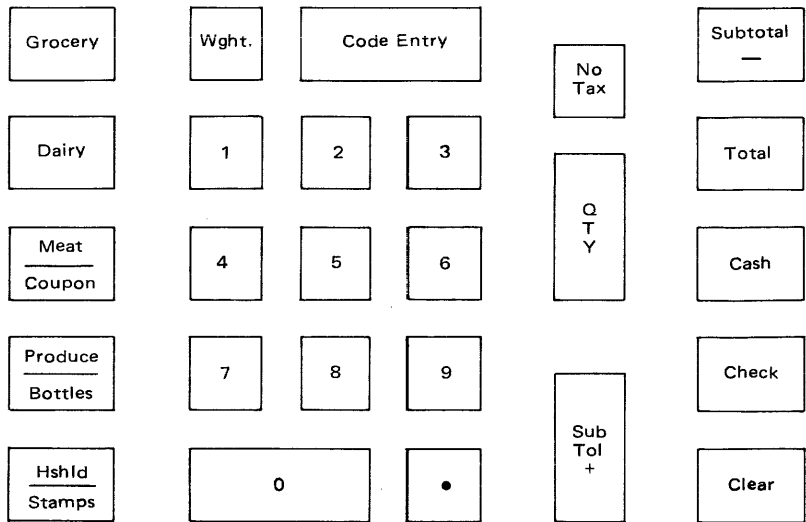 Grocery
Wght.
Code Entry
Subtotal
—
No
Tax
Dairy
1
2
3
Total
Q
T
Y
Meat
Coupon
4
5
6
Cash
Produce
Bottles
7
8
9
Check
Sub
Tol
+
Hshld
Stamps
0
•
Clear